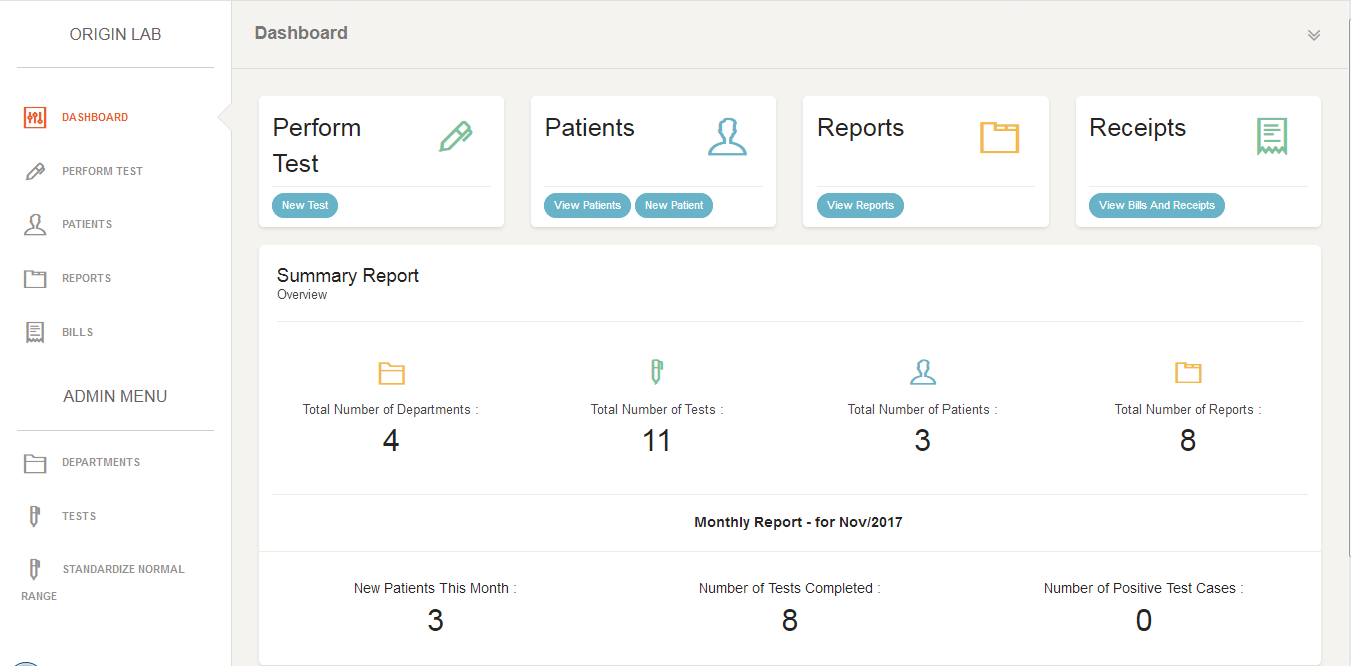 ORIGIN LAB
DASHBOARD
PERFORM TEST
PATIENTS
REPORTS
BILLS
ADMIN MENU
DEPARTMENTS
TESTS
STANDARDIZE NORMAL
RANGE
Dashboard
Perform
Test
New Test
Patients
View Patients New Patient
Reports
View Reports
Receipts
View Bills And Receipts
Summary Report
Overview
Total Number of Departments :
4
Total Number of Tests :
11
Total Number of Patients :
3
Total Number of Reports :
8
Monthly Report - for Nov/2017
New Patients This Month :
3
Number of Tests Completed :
8
Number of Positive Test Cases :
0